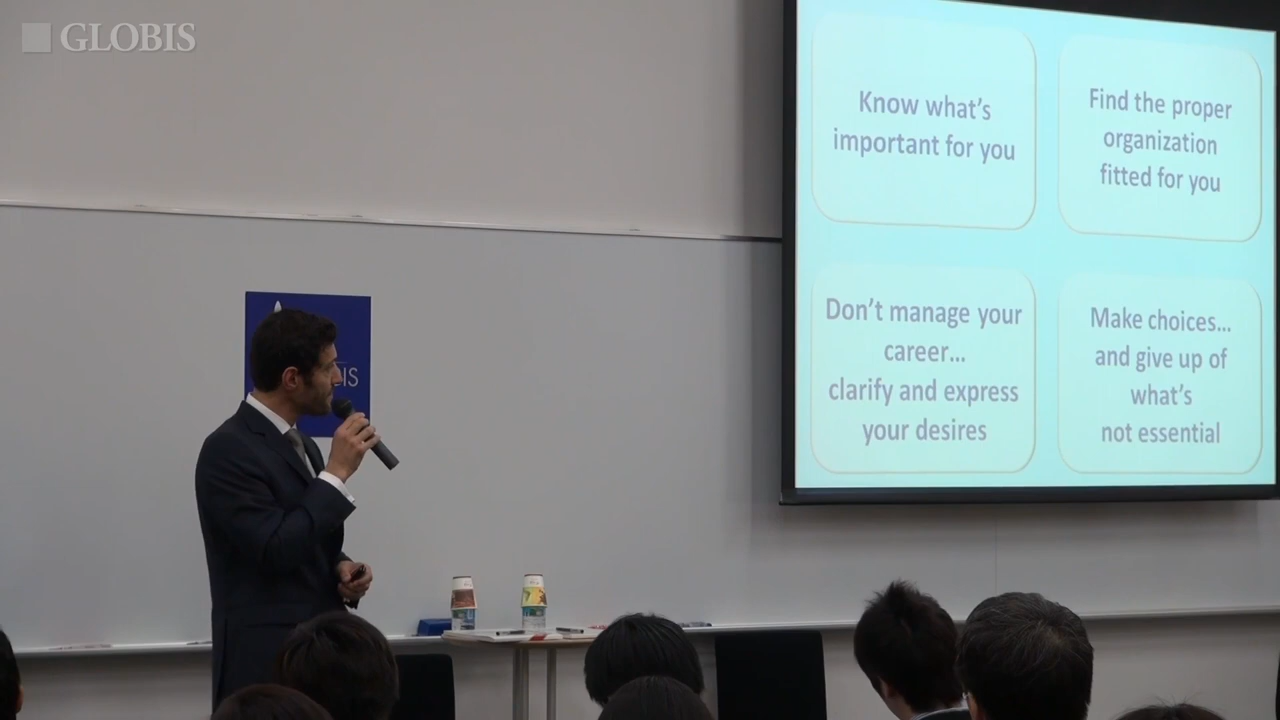 GLOBIS
Know what's
important for you
Find the proper
organization
fitted for you
Don't manage your
career...
clarify and express
your desires
Make choices...
and give up of
what's
not essential
IS